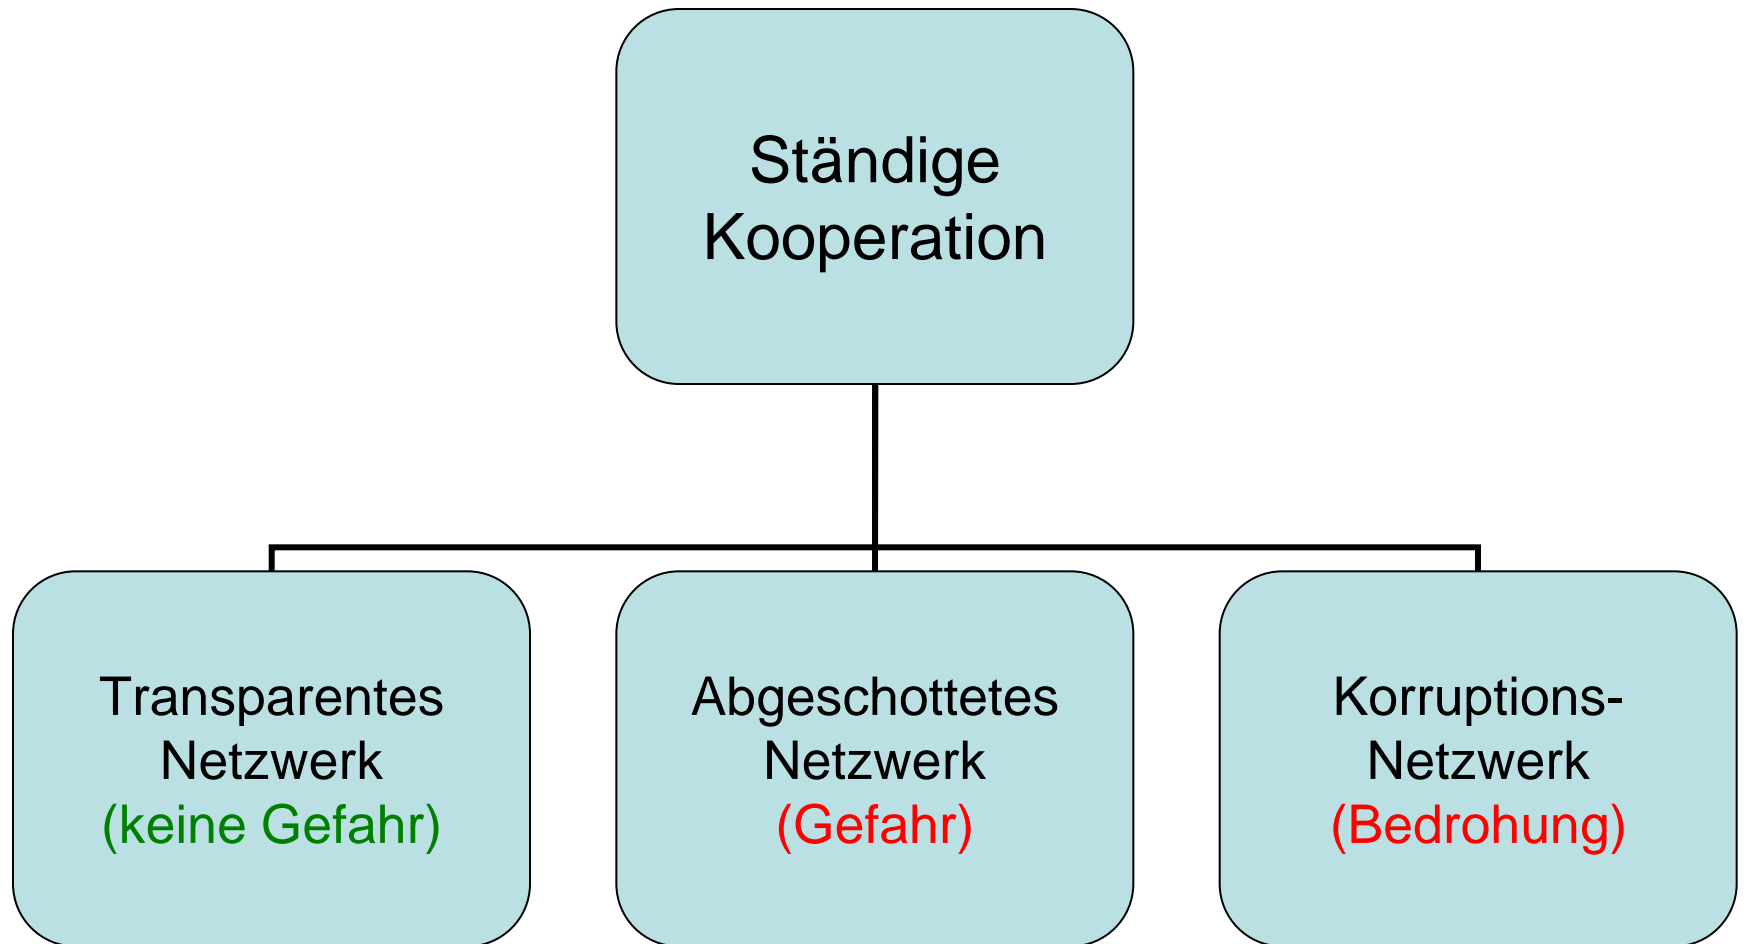 Ständige
Kooperation
Transparentes
Netzwerk
(keine Gefahr)
Abgeschottetes
Netzwerk
(Gefahr)
Korruptions-
Netzwerk
(Bedrohung)